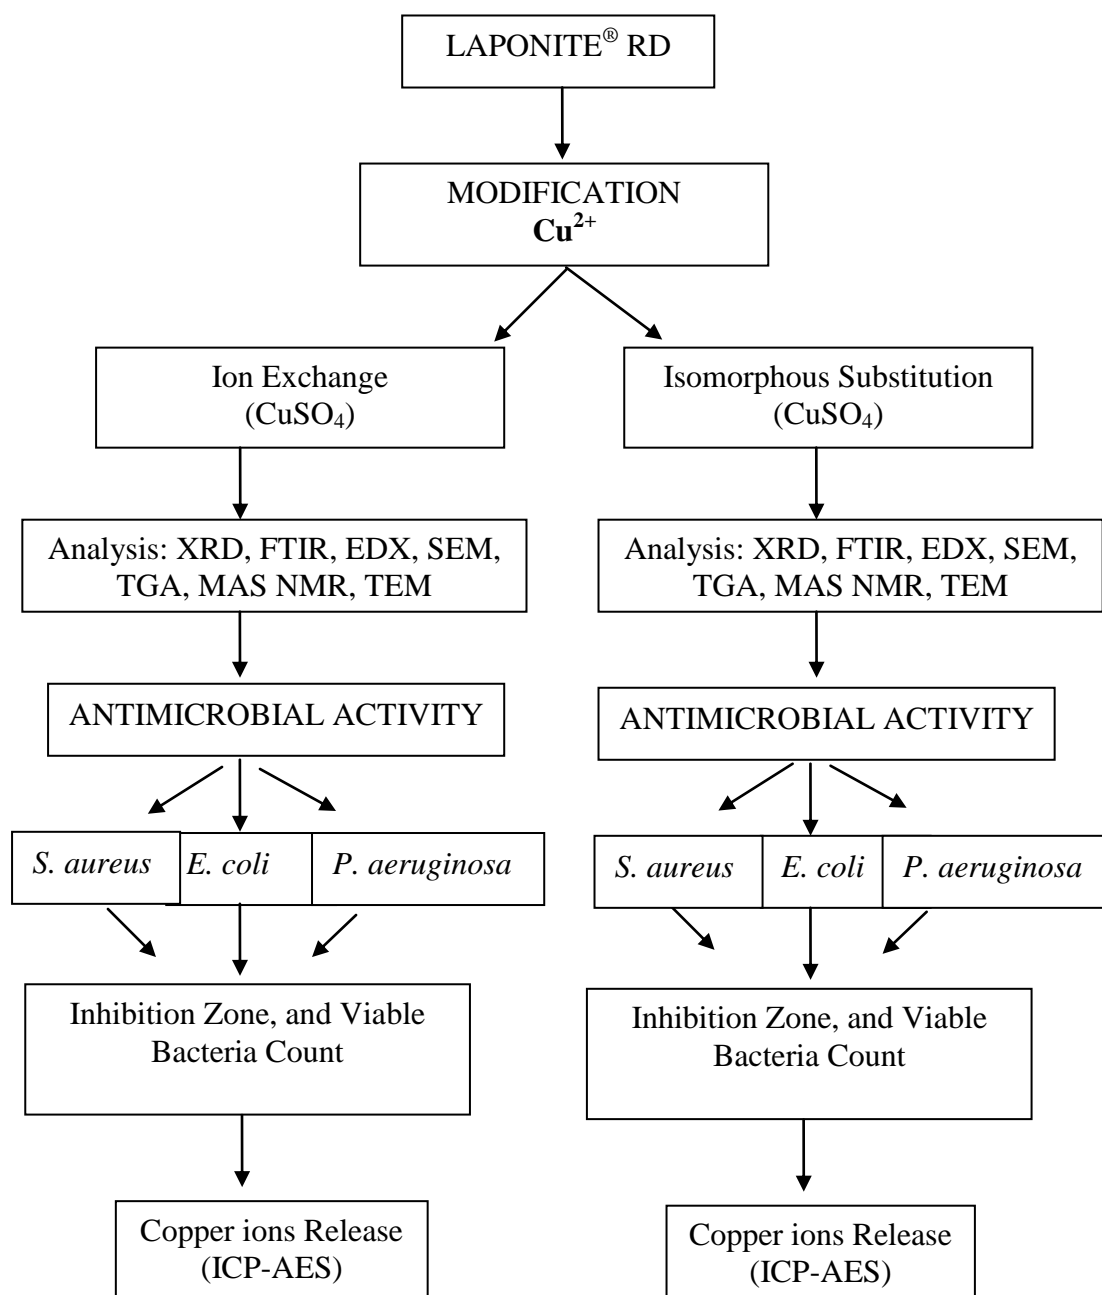 LAPONITE® RD
MODIFICATION
Cu²⁺
Ion Exchange
(CuSO₄)
Isomorphous Substitution
(CuSO₄)
Analysis: XRD, FTIR, EDX, SEM,
TGA, MAS NMR, TEM
Analysis: XRD, FTIR, EDX, SEM,
TGA, MAS NMR, TEM
ANTIMICROBIAL ACTIVITY
ANTIMICROBIAL ACTIVITY
S. aureus
E. coli
P. aeruginosa
S. aureus
E. coli
P. aeruginosa
Inhibition Zone, and Viable
Bacteria Count
Inhibition Zone, and Viable
Bacteria Count
Copper ions Release
(ICP-AES)
Copper ions Release
(ICP-AES)